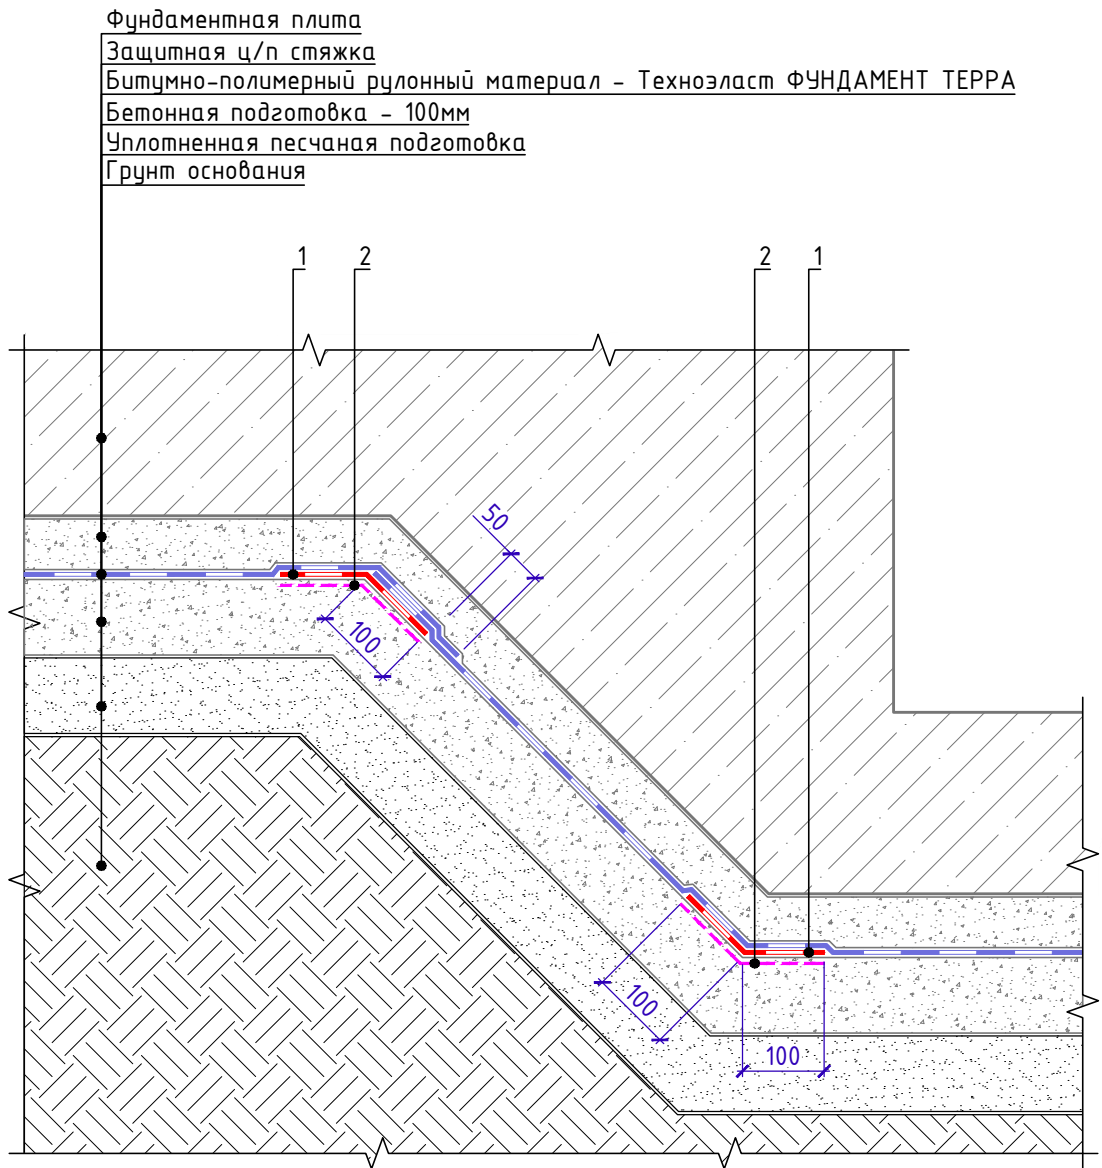 Фундаментная плита
Защитная ц/п стяжка
Битумно-полимерный рулонный материал - Техноэласт ФУНДАМЕНТ ТЕРРА
Бетонная подготовка - 100мм
Уплотненная песчаная подготовка
Грунт основания
1 2 2 1
50
100
100
100